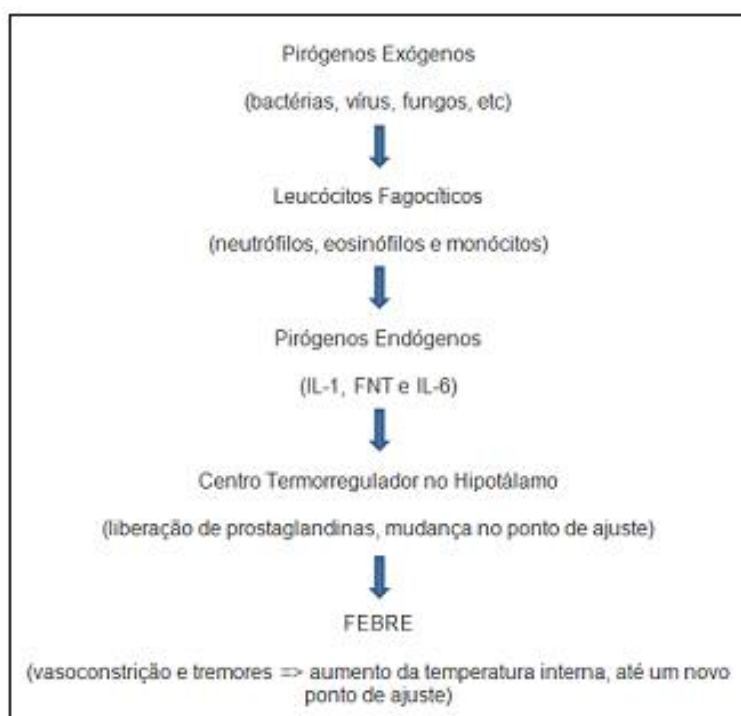 Pirógenos Exógenos
(bactérias, vírus, fungos, etc)
Leucócitos Fagocíticos
(neutrófilos, eosinófilos e monócitos)
Pirógenos Endógenos
(IL-1, FNT e IL-6)
Centro Termorregulador no Hipotálamo
(liberação de prostaglandinas, mudança no ponto de ajuste)
FEBRE
(vasoconstrição e tremores => aumento da temperatura interna, até um novo
ponto de ajuste)